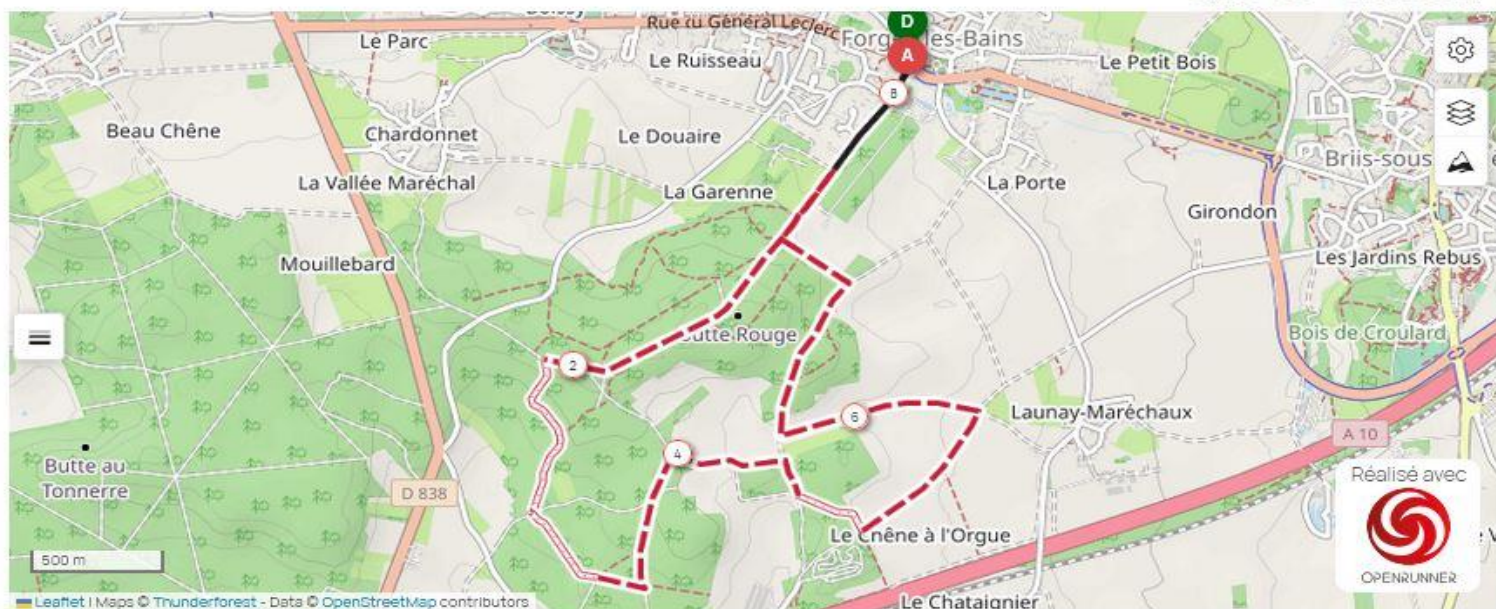 Boissy
Rue du Général Leclerc
D
Forges-les-Bains
A
Le Parc
Le Ruisseau
Le Petit Bois
8
Beau Chêne
Chardonnet
Le Douaire
Briis-sous
La Vallée Maréchal
La Garenne
La Porte
Girondon
Mouillebard
Les Jardins Rebus
Butte Rouge
Bois de Croulard
2
6
Launay-Maréchaux
A 10
4
Butte au
Tonnerre
D 838
Réalisé avec
OPENRUNNER
Le Chêne à l'Orgue
500 m
Le Chataignier
Leaflet | Maps © Thunderforest - Data © OpenStreetMap contributors